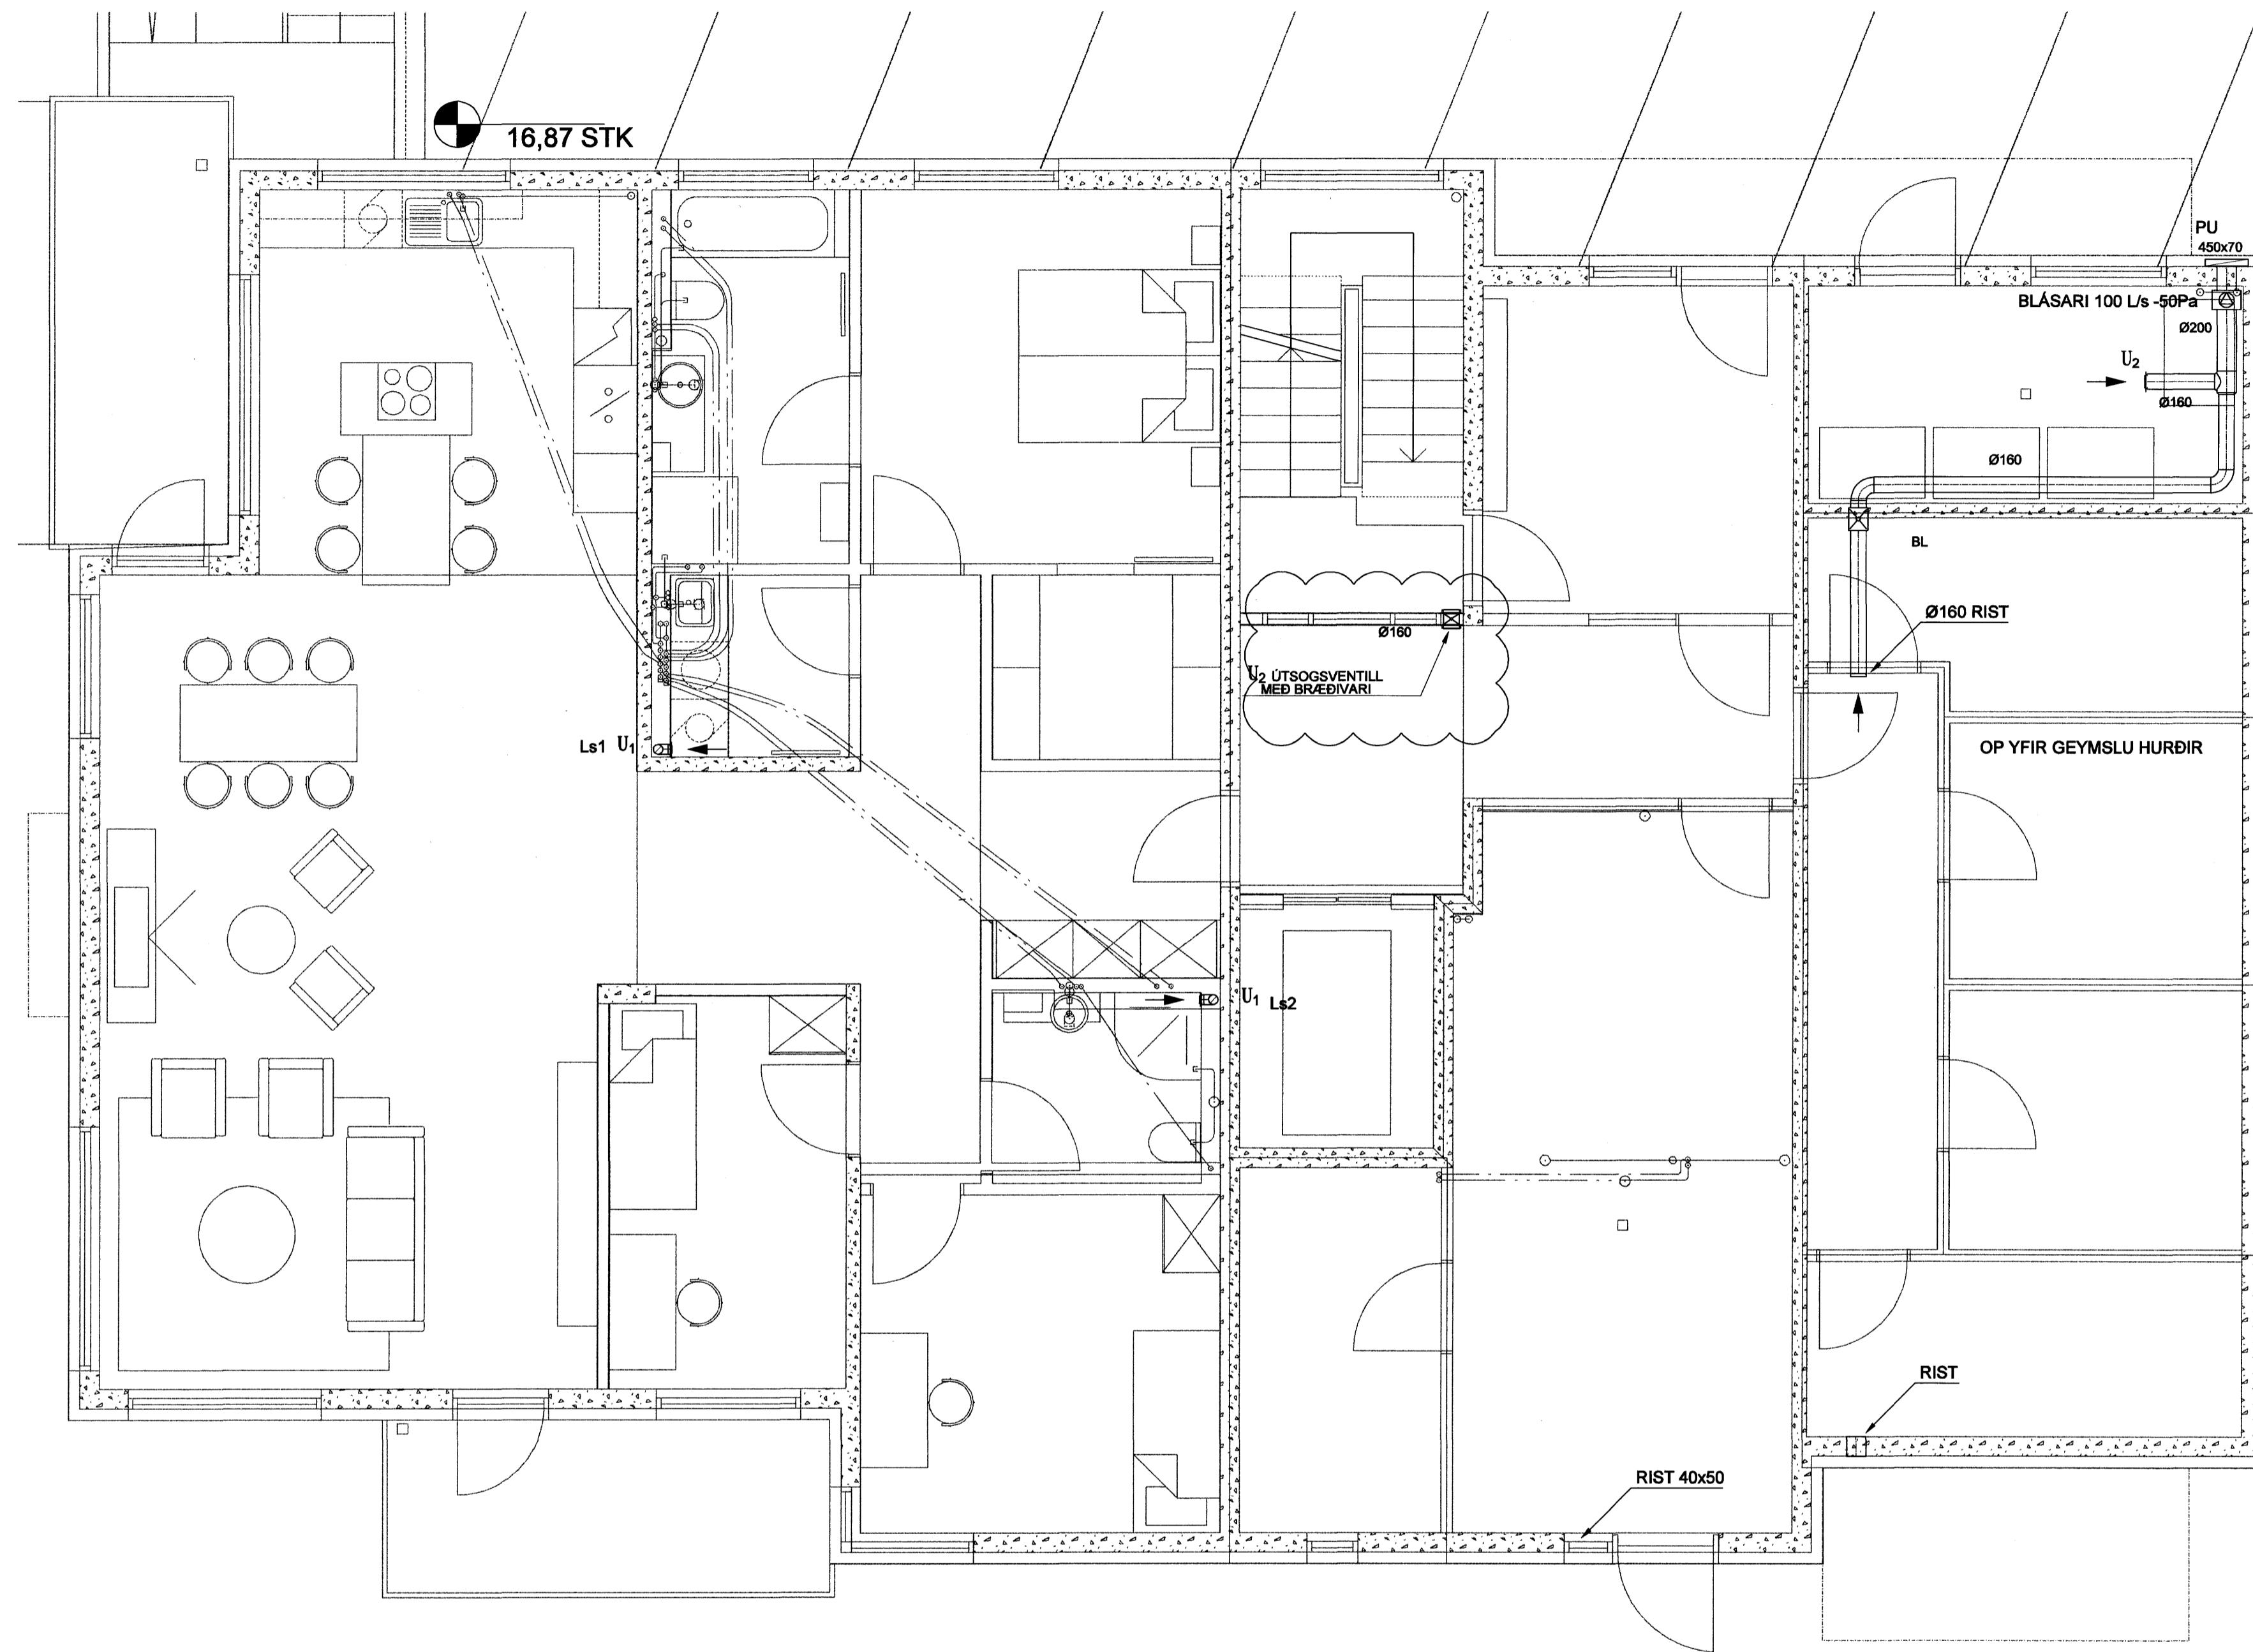 16,87 STK
PU
450x70
BLÁSARI 100 L/s -50Pa
Ø200
U2
Ø160
Ø160
BL
Ø160 RIST
Ø160
U2 ÚTSOGSVENTILL
MEÐ BRÆÐIVARI
Ls1 U1
OP YFIR GEYMSLU HURÐIR
U1 Ls2
RIST
RIST 40x50